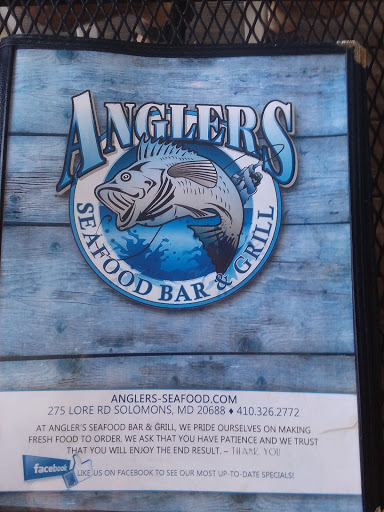 ANGLERS
SEAFOOD BAR & GRILL
ANGLERS-SEAFOOD.COM
275 LORE RD SOLOMONS, MD 20688 ♦ 410.326.2772
AT ANGLER'S SEAFOOD BAR & GRILL, WE PRIDE OURSELVES ON MAKING
FRESH FOOD TO ORDER. WE ASK THAT YOU HAVE PATIENCE AND WE TRUST
THAT YOU WILL ENJOY THE END RESULT. – THANK YOU
facebook
LIKE US ON FACEBOOK TO SEE OUR MOST UP-TO-DATE SPECIALS!